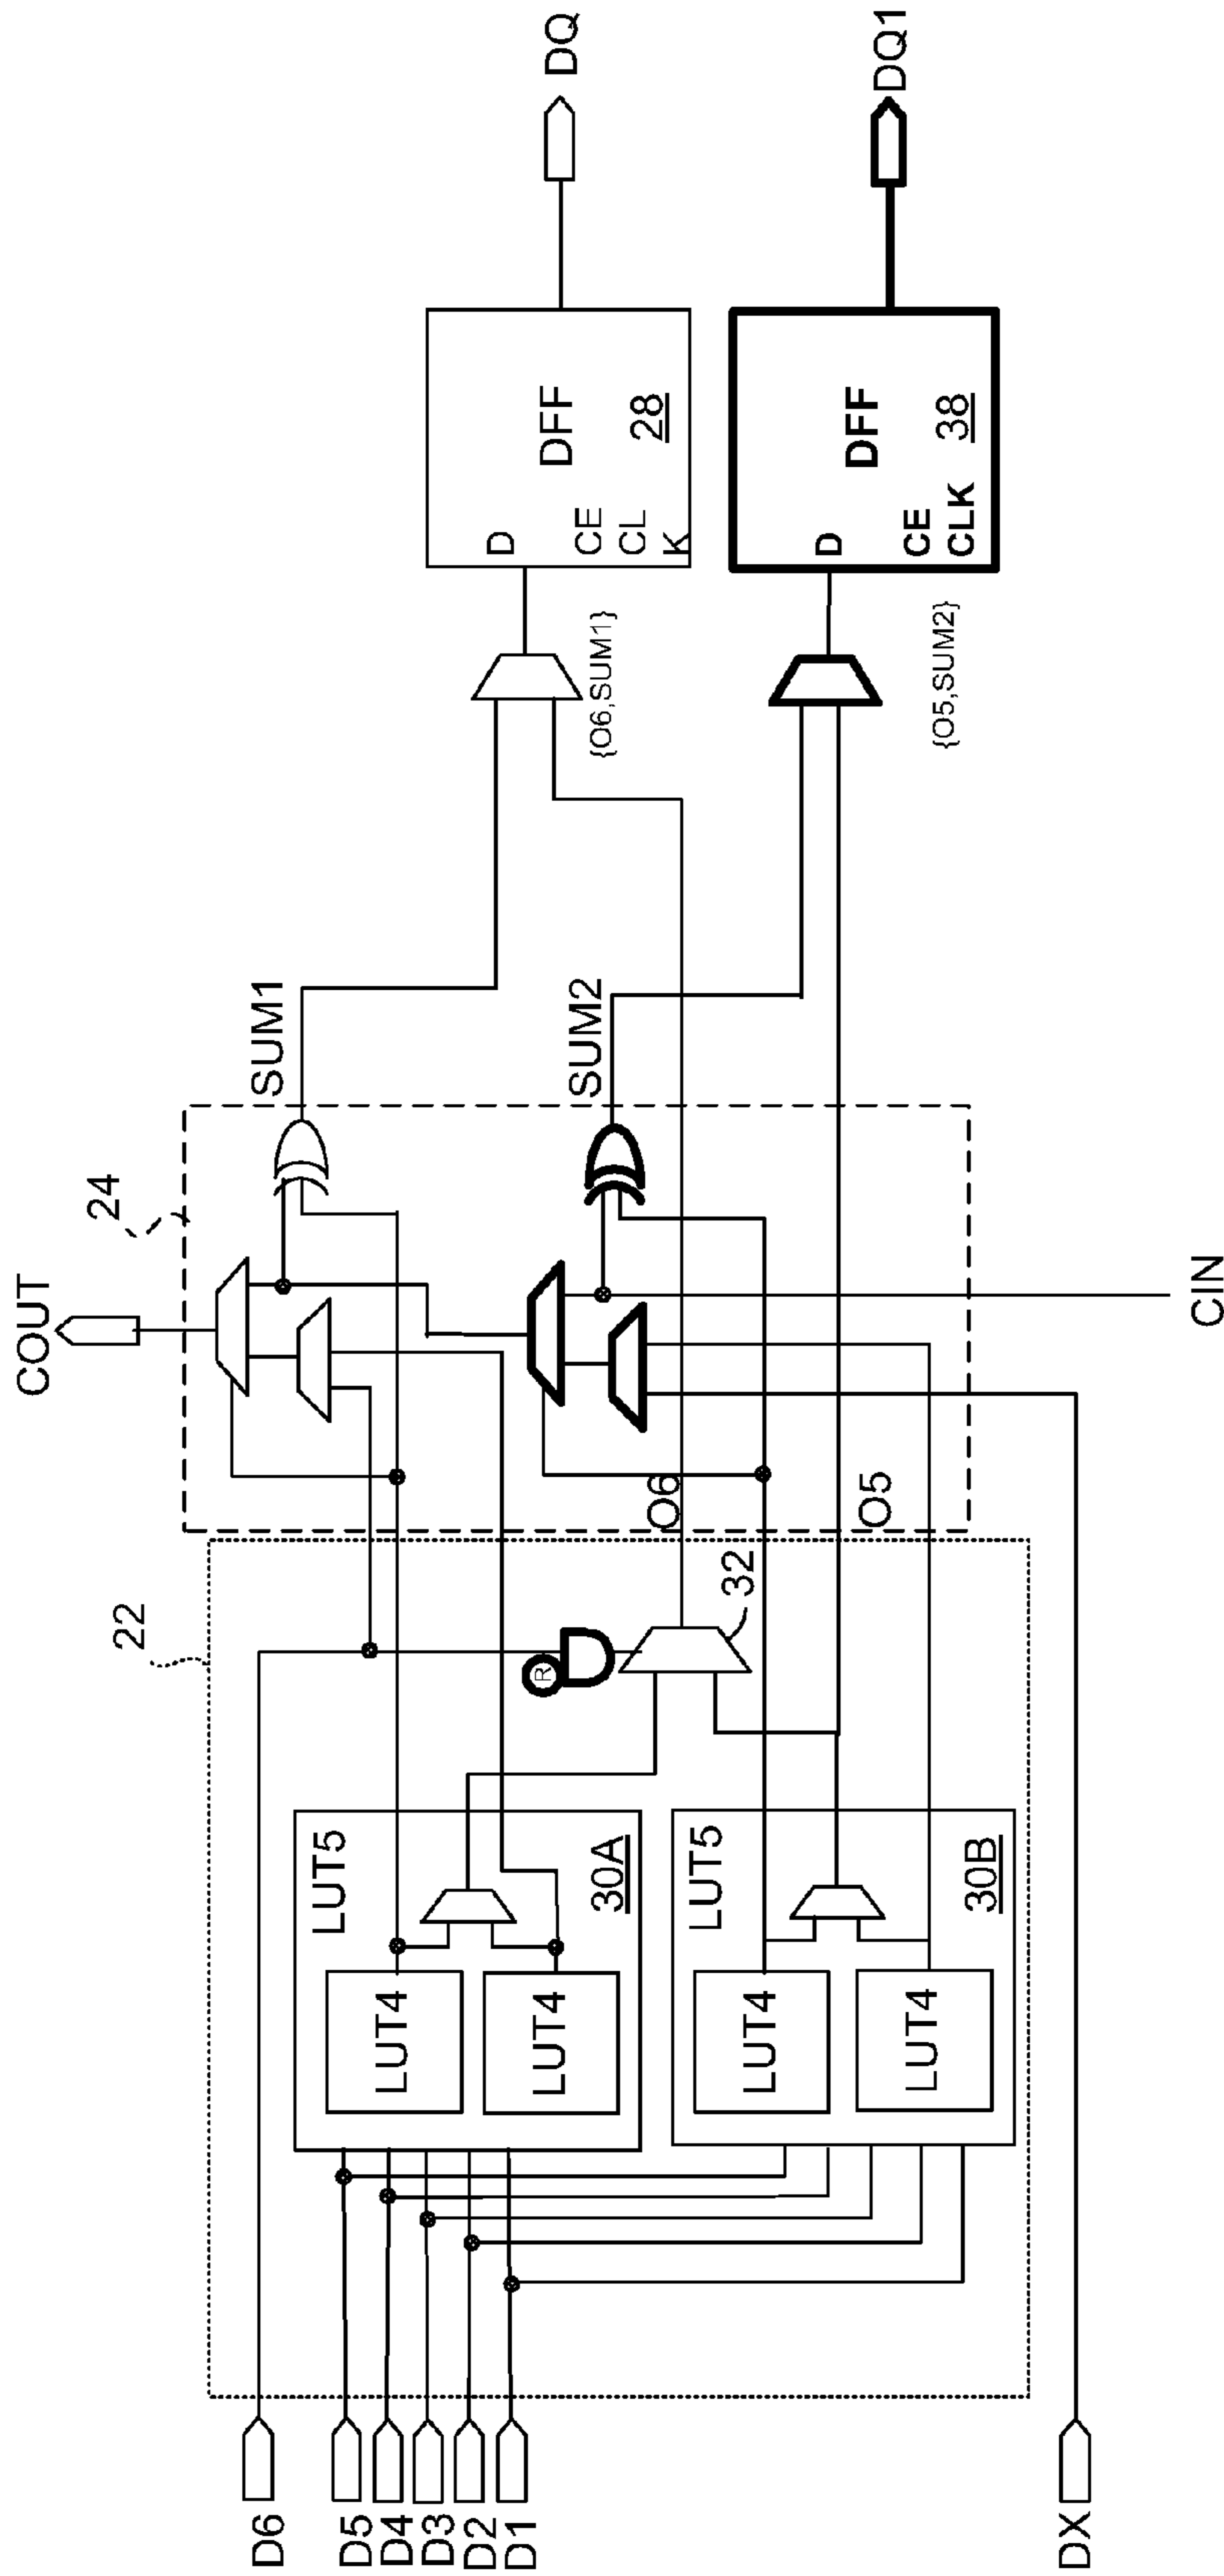 D6
D5
D4
D3
D2
D1
DX
22
LUT5
LUT4
LUT4
30A
LUT5
LUT4
LUT4
30B
R
32
O6
O5
24
COUT
CIN
SUM1
SUM2
{O6,SUM1}
{O5,SUM2}
D
CE
CL
K
DFF
28
D
CE
CLK
DFF
38
DQ
DQ1